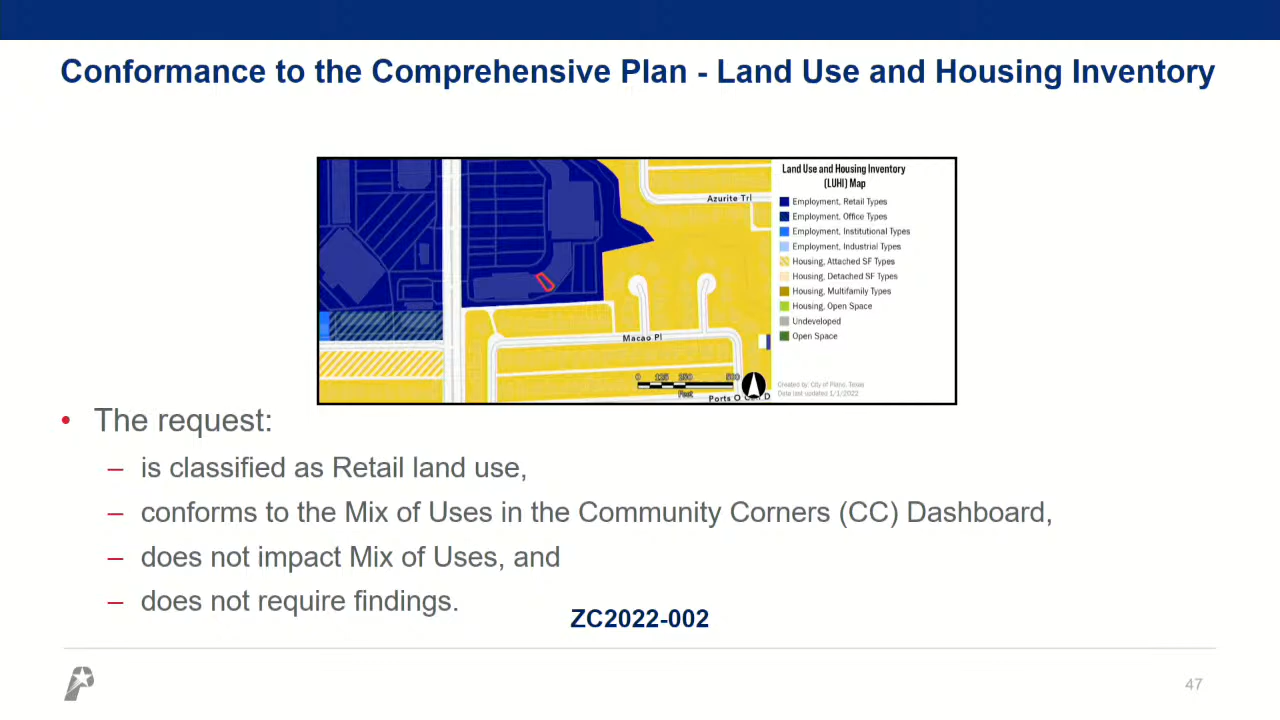 Conformance to the Comprehensive Plan - Land Use and Housing Inventory
Land Use and Housing Inventory
(LUHI) Map
Employment, Retail Types
Employment, Office Types
Employment, Institutional Types
Employment, Industrial Types
Housing, Attached SF Types
Housing, Detached SF Types
Housing, Multifamily Types
Housing, Open Space
Undeveloped
Open Space
Created by: City of Plano, Texas
Data last updated 1/1/2022
Azurite Trl
Macao Pl
0 125 250 500
Feet
Ports O
• The request:
– is classified as Retail land use,
– conforms to the Mix of Uses in the Community Corners (CC) Dashboard,
– does not impact Mix of Uses, and
– does not require findings.
ZC2022-002
47